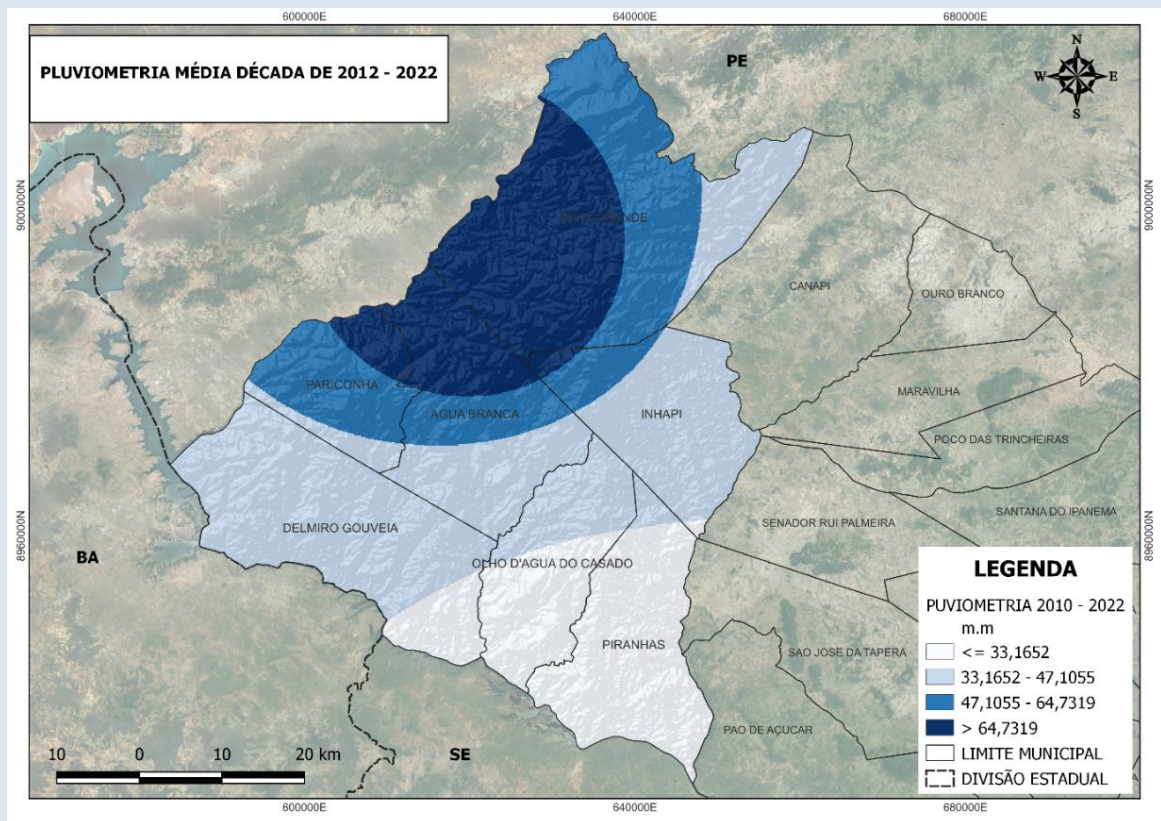 600000E
640000E
680000E
PLUVIOMETRIA MÉDIA DÉCADA DE 2012 - 2022
PE
N
W
E
S
9000000N
9000000N
CANAPI
OURO BRANCO
PARICONHA
AGUA BRANCA
INHAPI
MARAVILHA
POCO DAS TRINCHEIRAS
DELMIRO GOUVEIA
SENADOR RUI PALMEIRA
SANTANA DO IPANEMA
8960000N
8960000N
BA
OLHO D'AGUA DO CASADO
LEGENDA
PUVIOMETRIA 2010 - 2022
m.m
<= 33,1652
33,1652 - 47,1055
47,1055 - 64,7319
> 64,7319
LIMITE MUNICIPAL
DIVISÃO ESTADUAL
PIRANHAS
SAO JOSE DA TAPERA
PAO DE AÇUCAR
SE
10
0
10
20 km
600000E
640000E
680000E